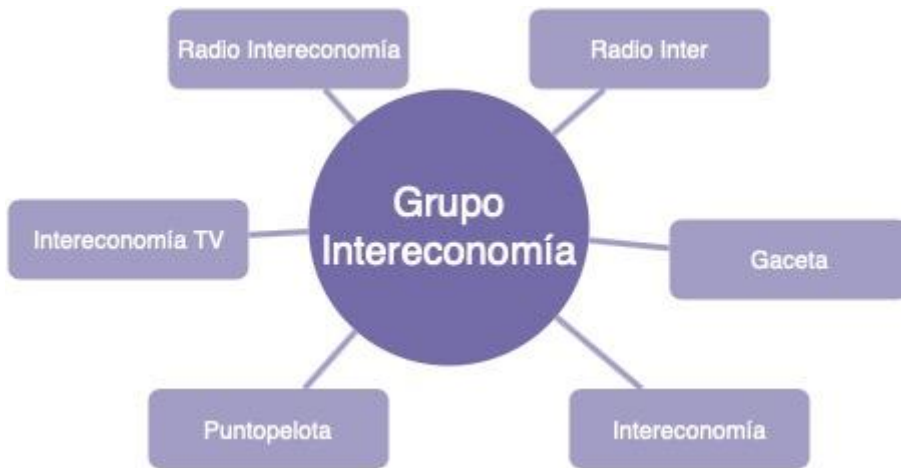 Radio Intereconomía
Radio Inter
Grupo
Intereconomía
Intereconomía TV
Gaceta
Puntopelota
Intereconomía